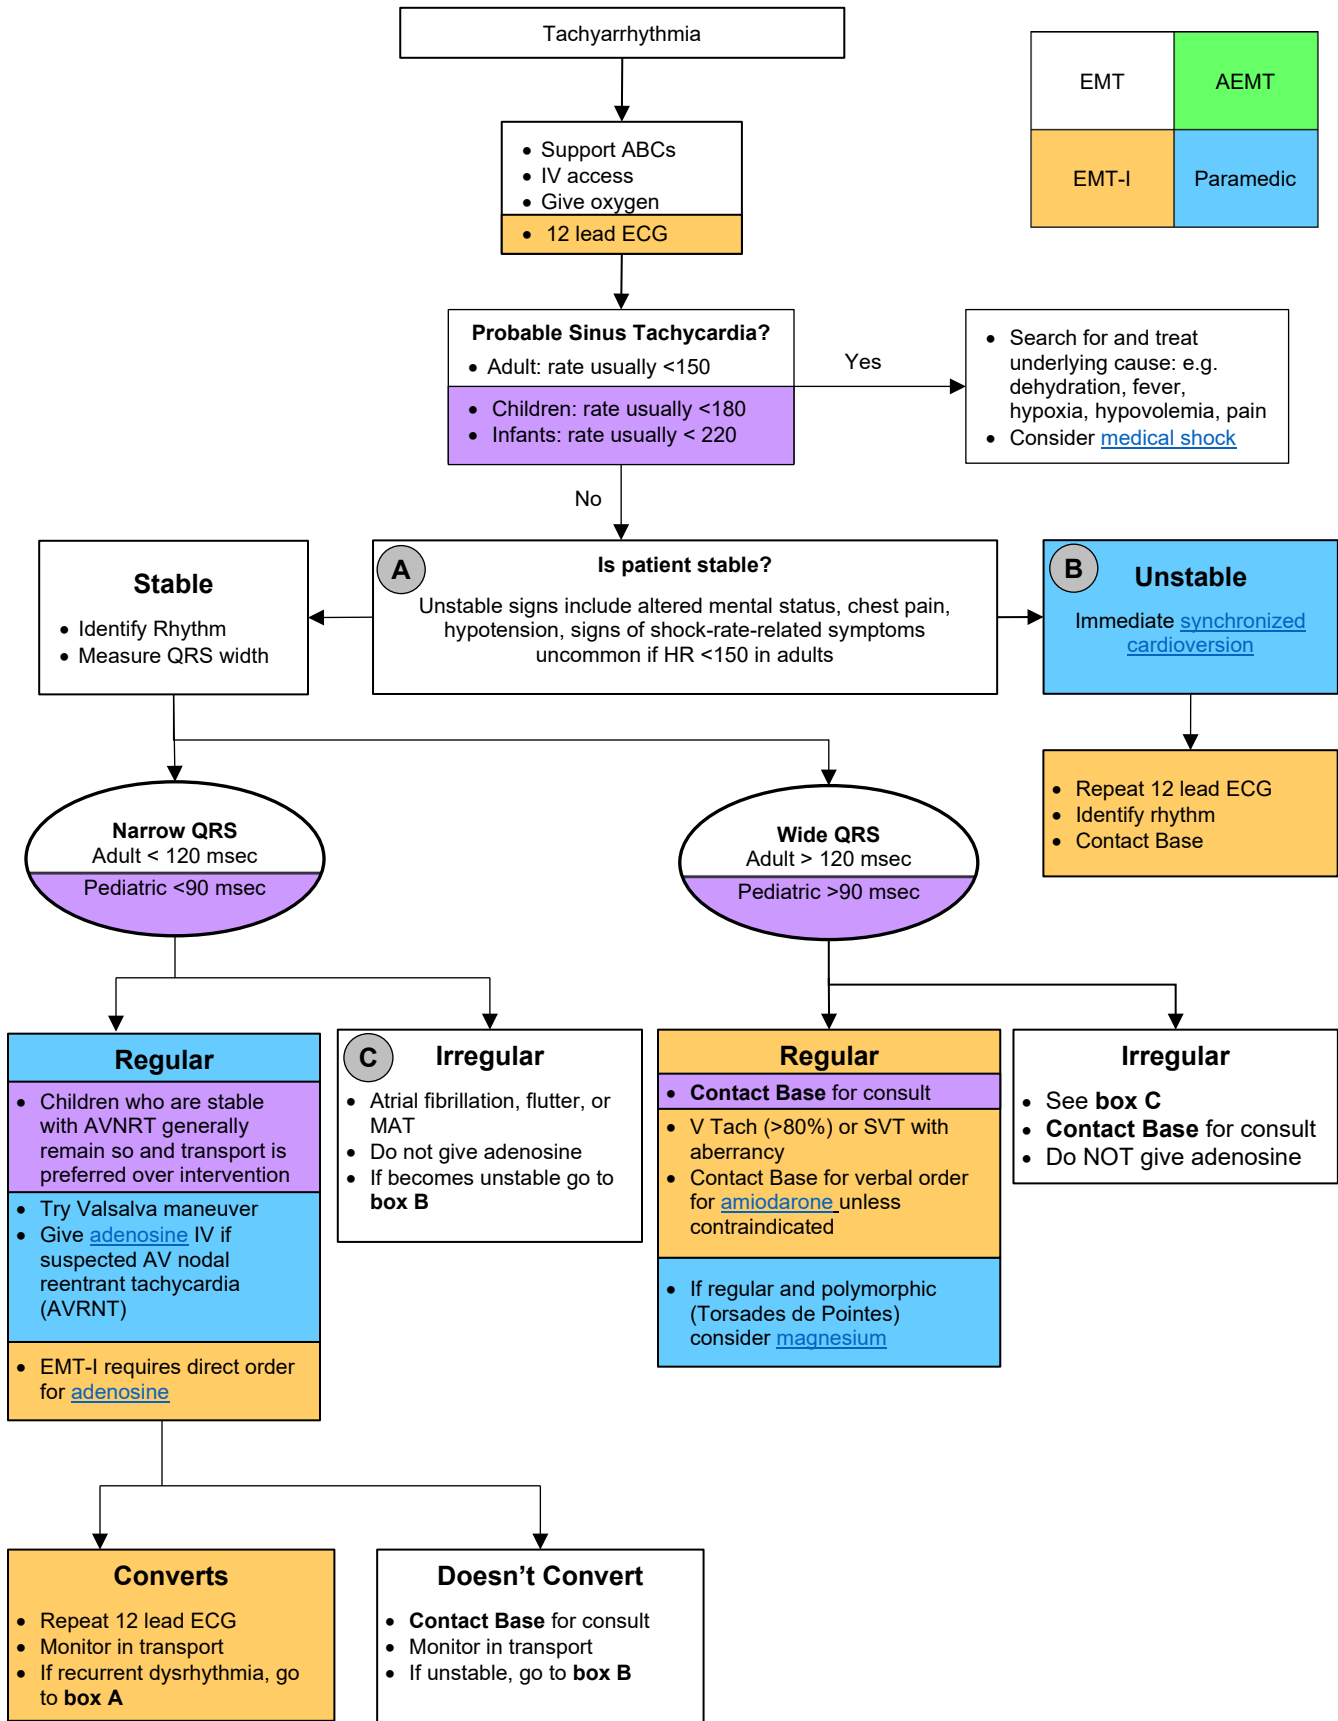 Tachyarrhythmia
EMT
AEMT
EMT-I
Paramedic
• Support ABCs
• IV access
• Give oxygen
• 12 lead ECG
Probable Sinus Tachycardia?
• Adult: rate usually <150
• Children: rate usually <180
• Infants: rate usually < 220
Yes
• Search for and treat
underlying cause: e.g.
dehydration, fever,
hypoxia, hypovolemia, pain
• Consider medical shock
No
Stable
• Identify Rhythm
• Measure QRS width
A
Is patient stable?
Unstable signs include altered mental status, chest pain,
hypotension, signs of shock-rate-related symptoms
uncommon if HR <150 in adults
B
Unstable
Immediate synchronized
cardioversion
• Repeat 12 lead ECG
• Identify rhythm
• Contact Base
Narrow QRS
Adult < 120 msec
Pediatric <90 msec
Wide QRS
Adult > 120 msec
Pediatric >90 msec
Regular
• Children who are stable
with AVNRT generally
remain so and transport is
preferred over intervention
• Try Valsalva maneuver
• Give adenosine IV if
suspected AV nodal
reentrant tachycardia
(AVRNT)
• EMT-I requires direct order
for adenosine
C
Irregular
• Atrial fibrillation, flutter, or
MAT
• Do not give adenosine
• If becomes unstable go to
box B
Regular
• Contact Base for consult
• V Tach (>80%) or SVT with
aberrancy
• Contact Base for verbal order
for amiodarone unless
contraindicated
• If regular and polymorphic
(Torsades de Pointes)
consider magnesium
Irregular
• See box C
• Contact Base for consult
• Do NOT give adenosine
Converts
• Repeat 12 lead ECG
• Monitor in transport
• If recurrent dysrhythmia, go
to box A
Doesn’t Convert
• Contact Base for consult
• Monitor in transport
• If unstable, go to box B